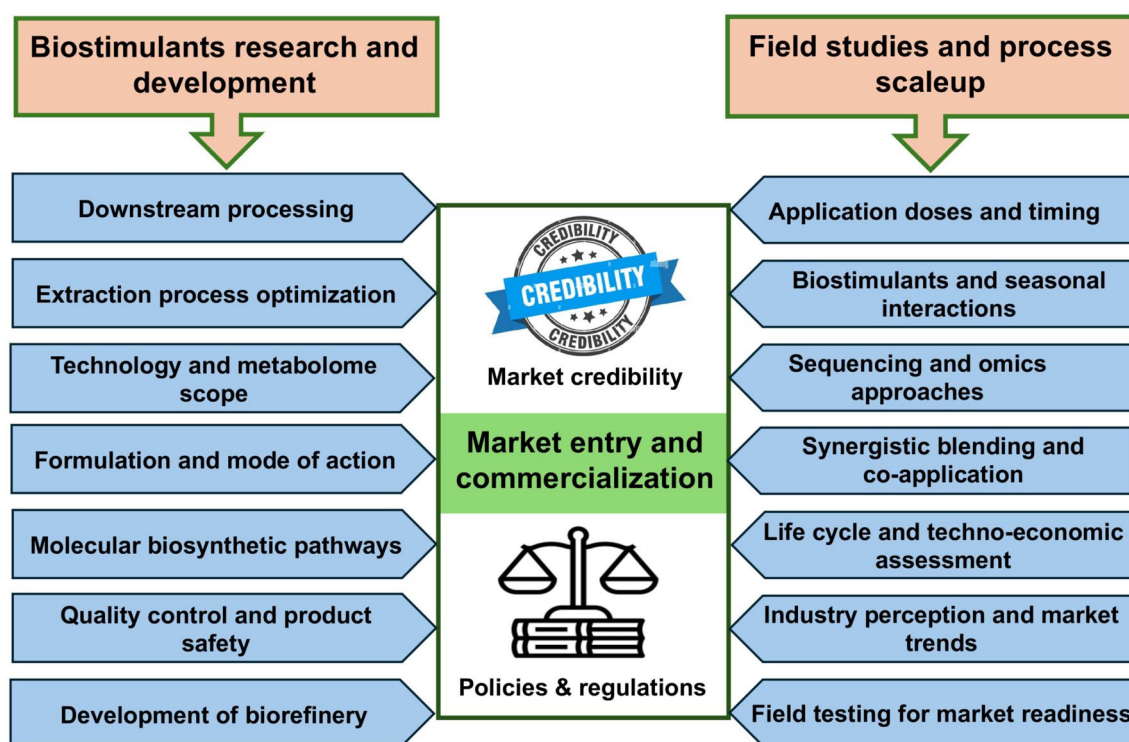 Biostimulants research and
development
Downstream processing
Extraction process optimization
Technology and metabolome
scope
Formulation and mode of action
Molecular biosynthetic pathways
Quality control and product
safety
Development of biorefinery
CREDIBILITY
CREDIBILITY
CREDIBILITY
Market credibility
Market entry and
commercialization
Policies & regulations
Field studies and process
scaleup
Application doses and timing
Biostimulants and seasonal
interactions
Sequencing and omics
approaches
Synergistic blending and
co-application
Life cycle and techno-economic
assessment
Industry perception and market
trends
Field testing for market readiness